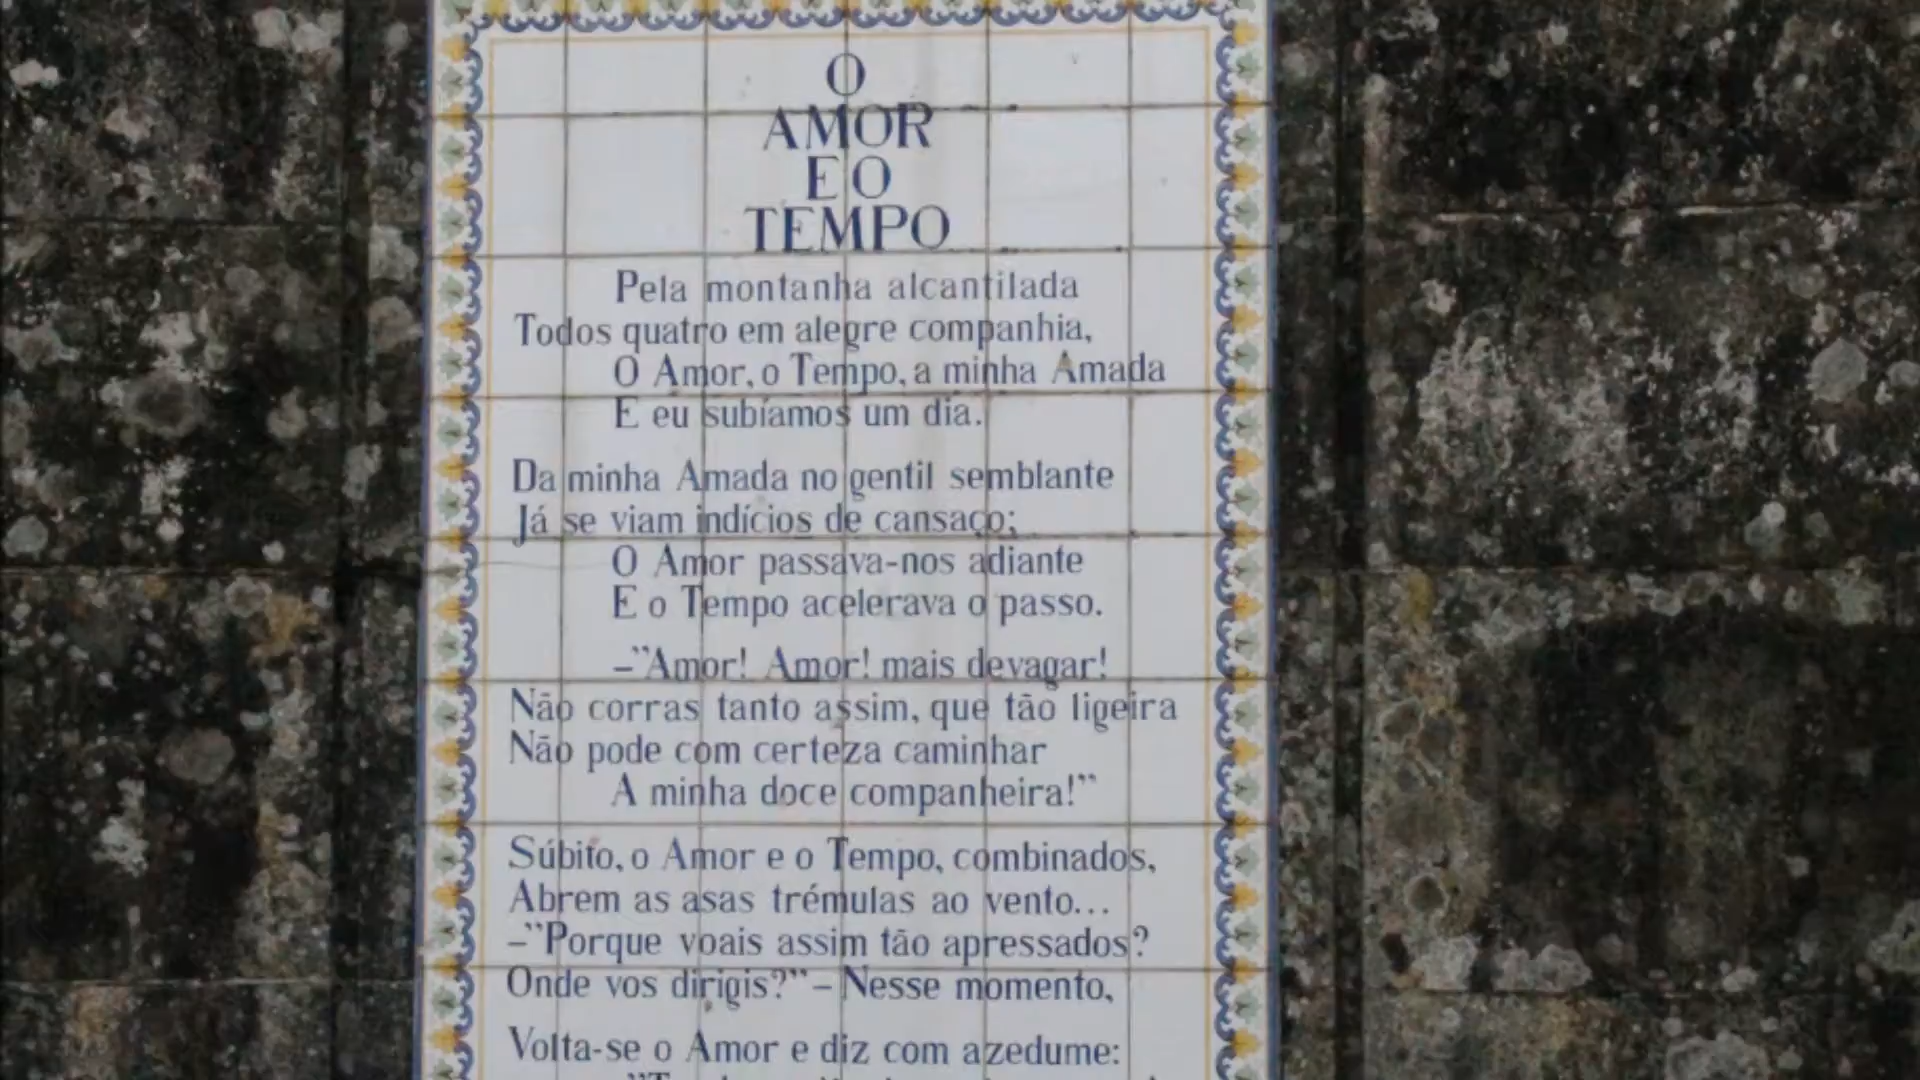 O
AMOR
E O
TEMPO
Pela montanha alcantilada
Todos quatro em alegre companhia,
O Amor, o Tempo, a minha Amada
E eu subíamos um dia.
Da minha Amada no gentil semblante
Já se viam indícios de cansaço;
O Amor passava-nos adiante
E o Tempo acelerava o passo.
–"Amor! Amor! mais devagar!
Não corras tanto assim, que tão ligeira
Não pode com certeza caminhar
A minha doce companheira!"
Súbito, o Amor e o Tempo, combinados,
Abrem as asas trémulas ao vento...
–"Porque voais assim tão apressados?
Onde vos dirigis?" – Nesse momento,
Volta-se o Amor e diz com azedume: